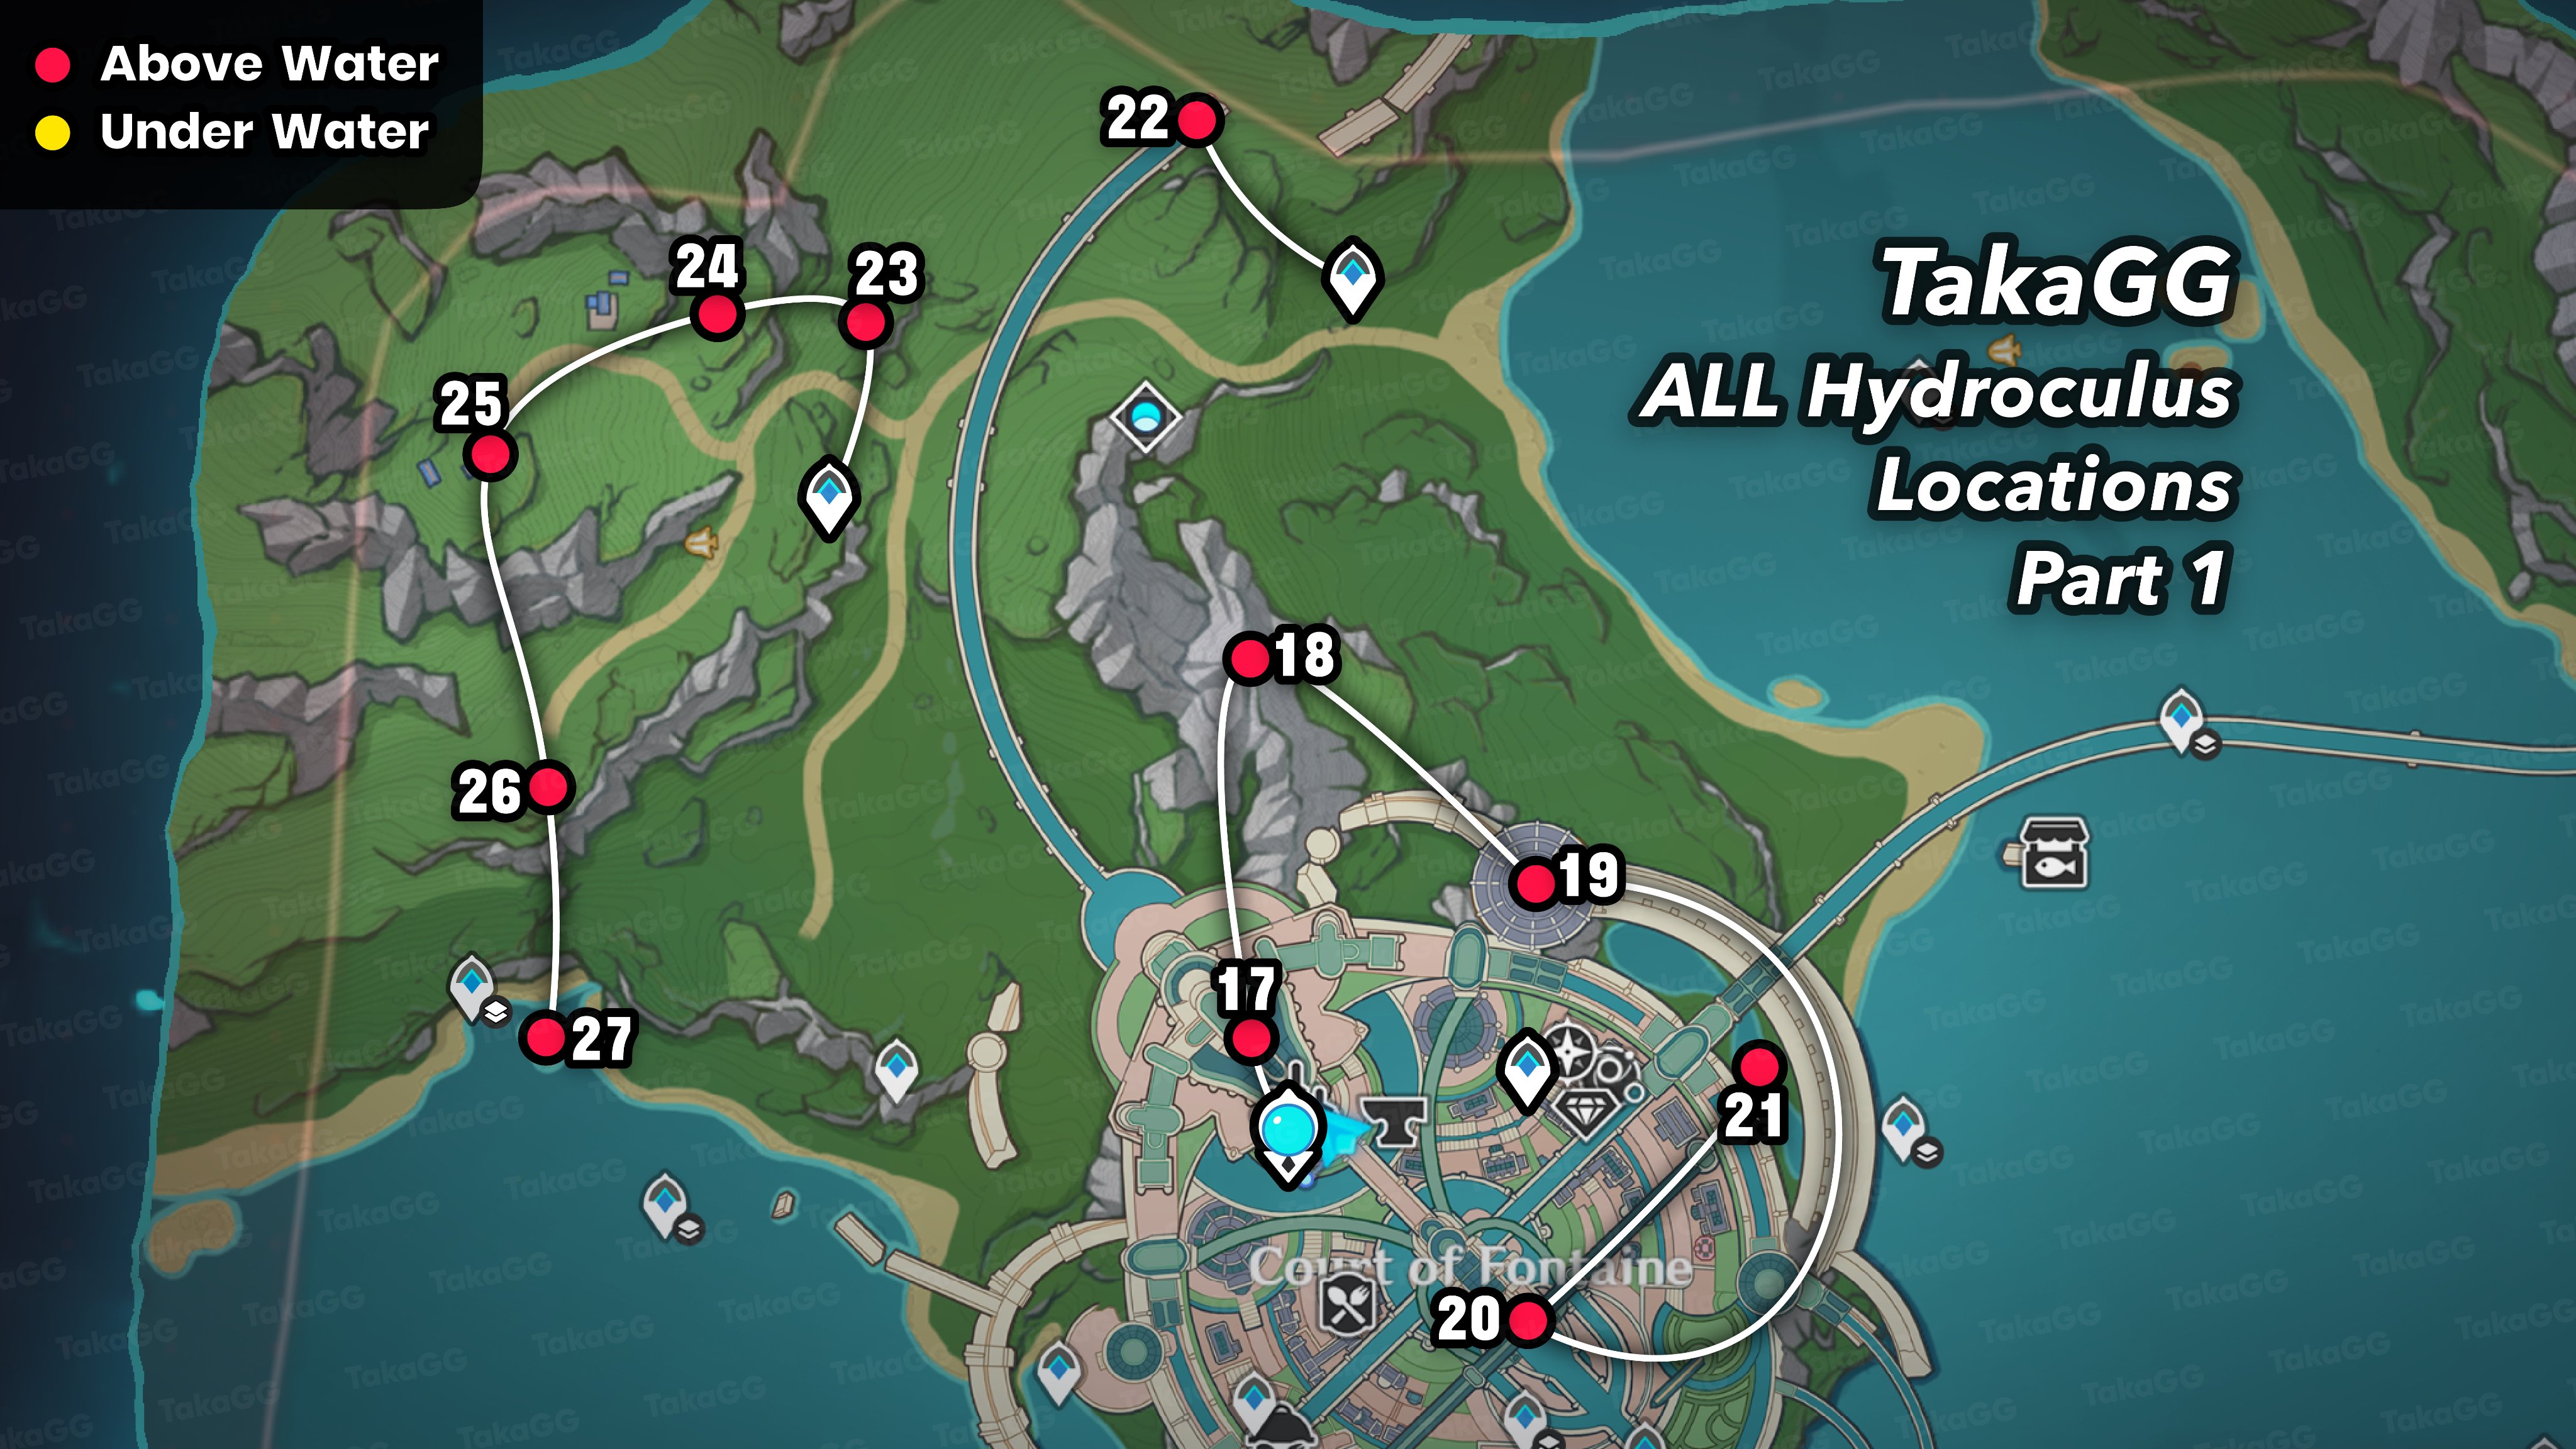 Above Water
Under Water
22
24
23
25
TakaGG
ALL Hydroculus
Locations
Part 1
18
26
19
17
27
21
Court of Fontaine
20